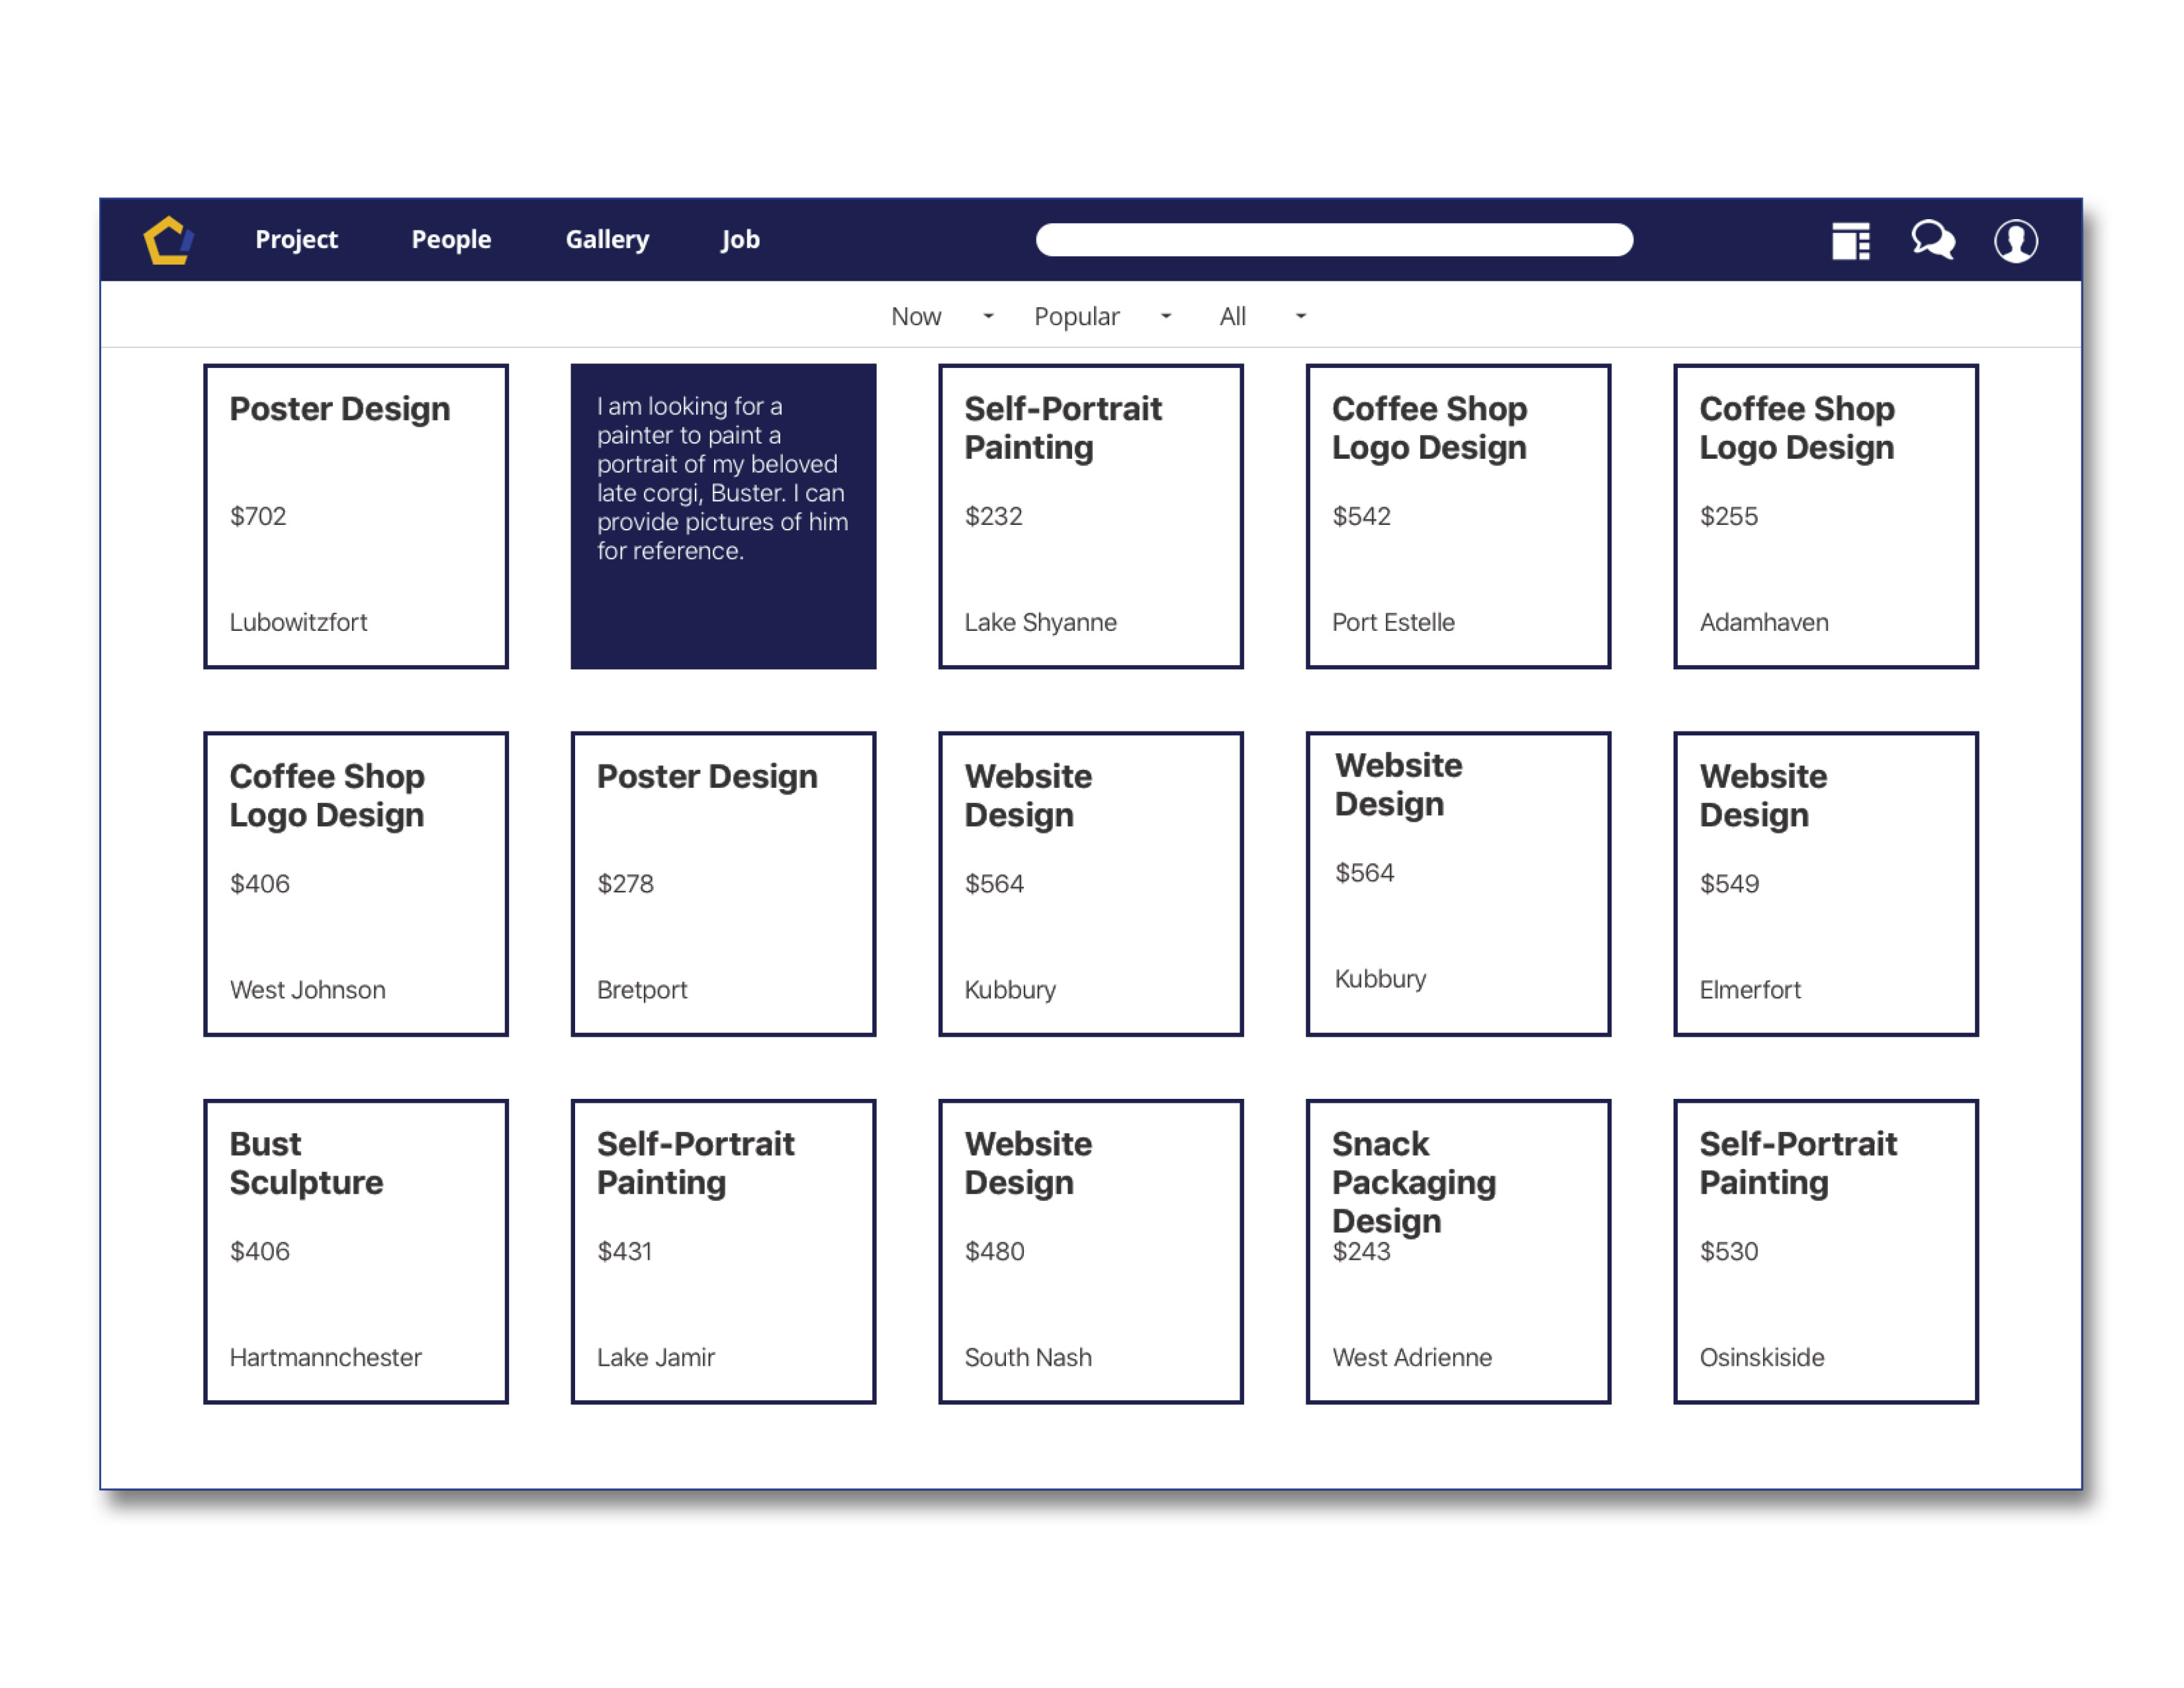 Project People Gallery Job
Now Popular All
Poster Design
$702
Lubowitzfort
I am looking for a
painter to paint a
portrait of my beloved
late corgi, Buster. I can
provide pictures of him
for reference.
Self-Portrait
Painting
$232
Lake Shyanne
Coffee Shop
Logo Design
$542
Port Estelle
Coffee Shop
Logo Design
$255
Adamhaven
Coffee Shop
Logo Design
$406
West Johnson
Poster Design
$278
Bretport
Website
Design
$564
Kubbury
Website
Design
$564
Kubbury
Website
Design
$549
Elmerfort
Bust
Sculpture
$406
Hartmannchester
Self-Portrait
Painting
$431
Lake Jamir
Website
Design
$480
South Nash
Snack
Packaging
Design
$243
West Adrienne
Self-Portrait
Painting
$530
Osinskiside